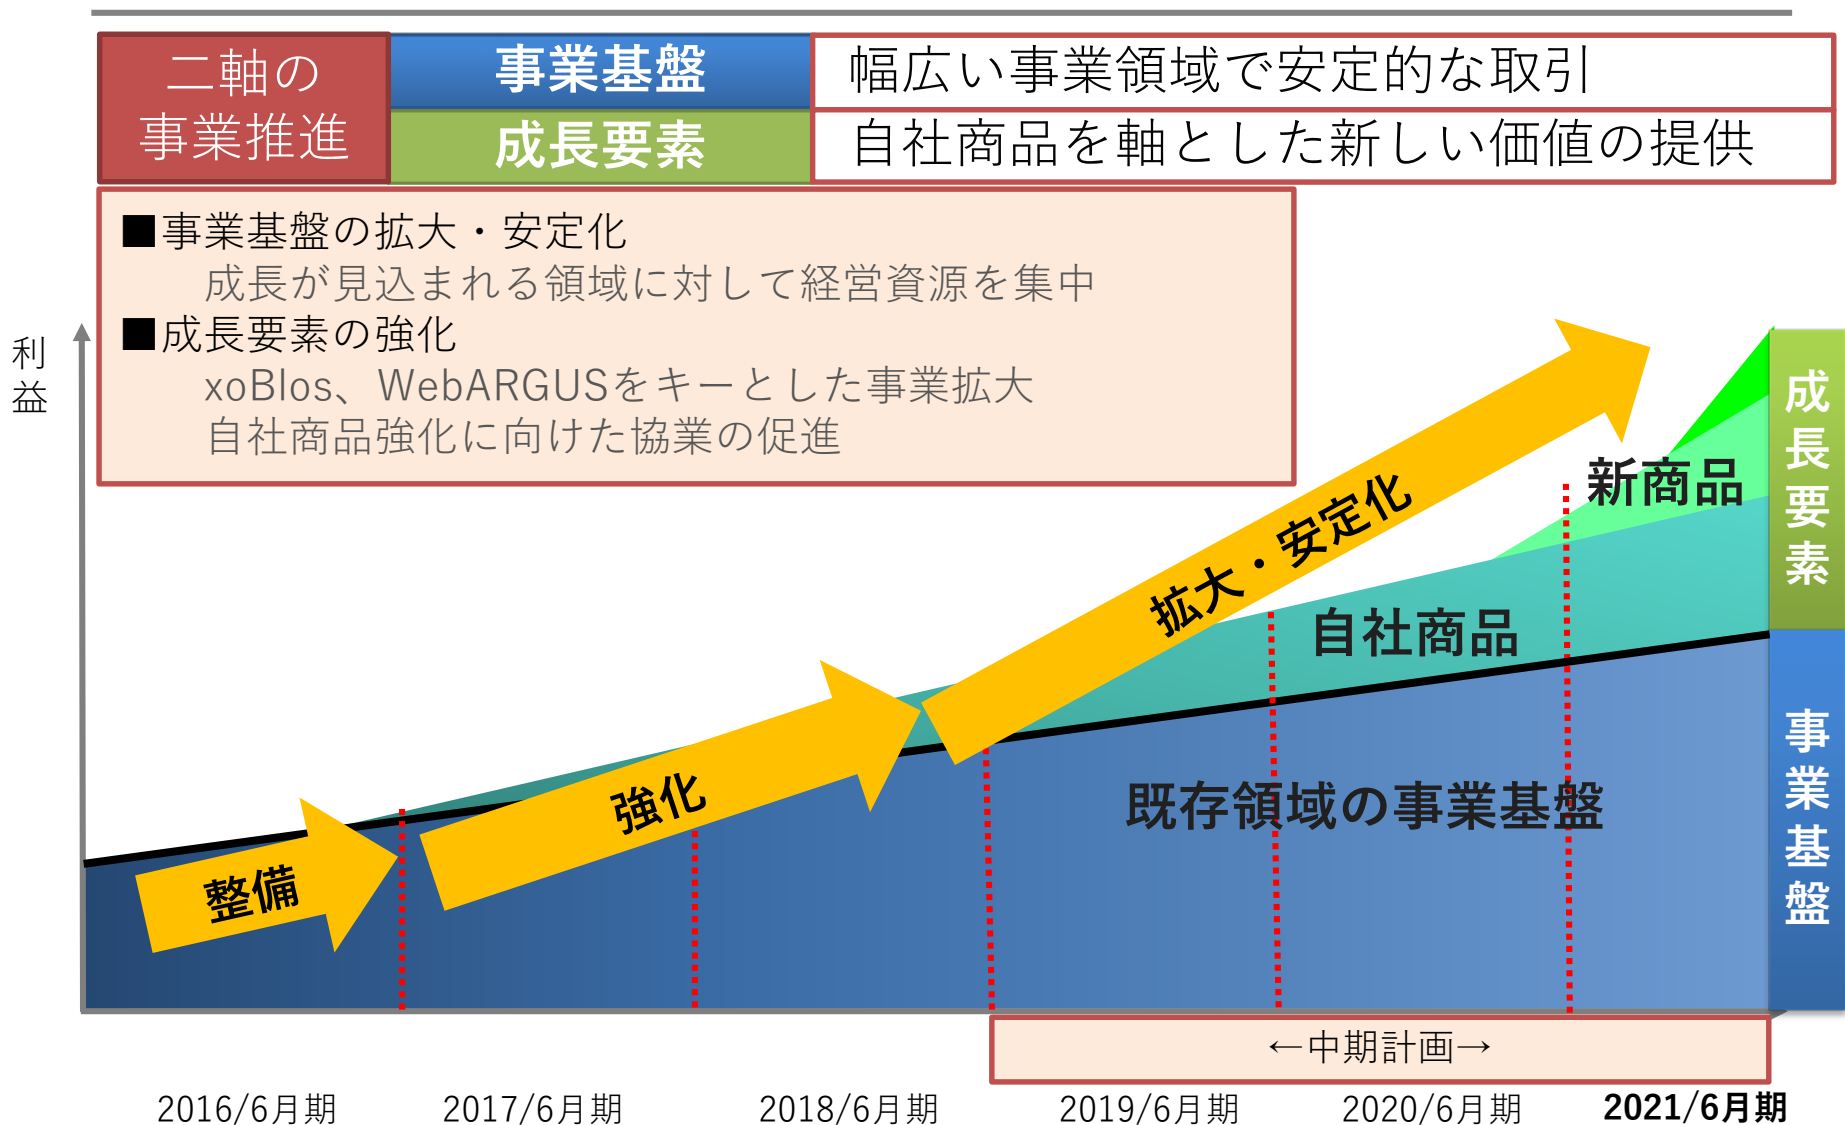 二軸の
事業推進
事業基盤
幅広い事業領域で安定的な取引
成長要素
自社商品を軸とした新しい価値の提供
■事業基盤の拡大・安定化
成長が見込まれる領域に対して経営資源を集中
■成長要素の強化
xoBlos、WebARGUSをキーとした事業拡大
自社商品強化に向けた協業の促進
利益
成長要素
新商品
拡大・安定化
自社商品
強化
既存領域の事業基盤
事業基盤
整備
←中期計画→
2016/6月期
2017/6月期
2018/6月期
2019/6月期
2020/6月期
2021/6月期